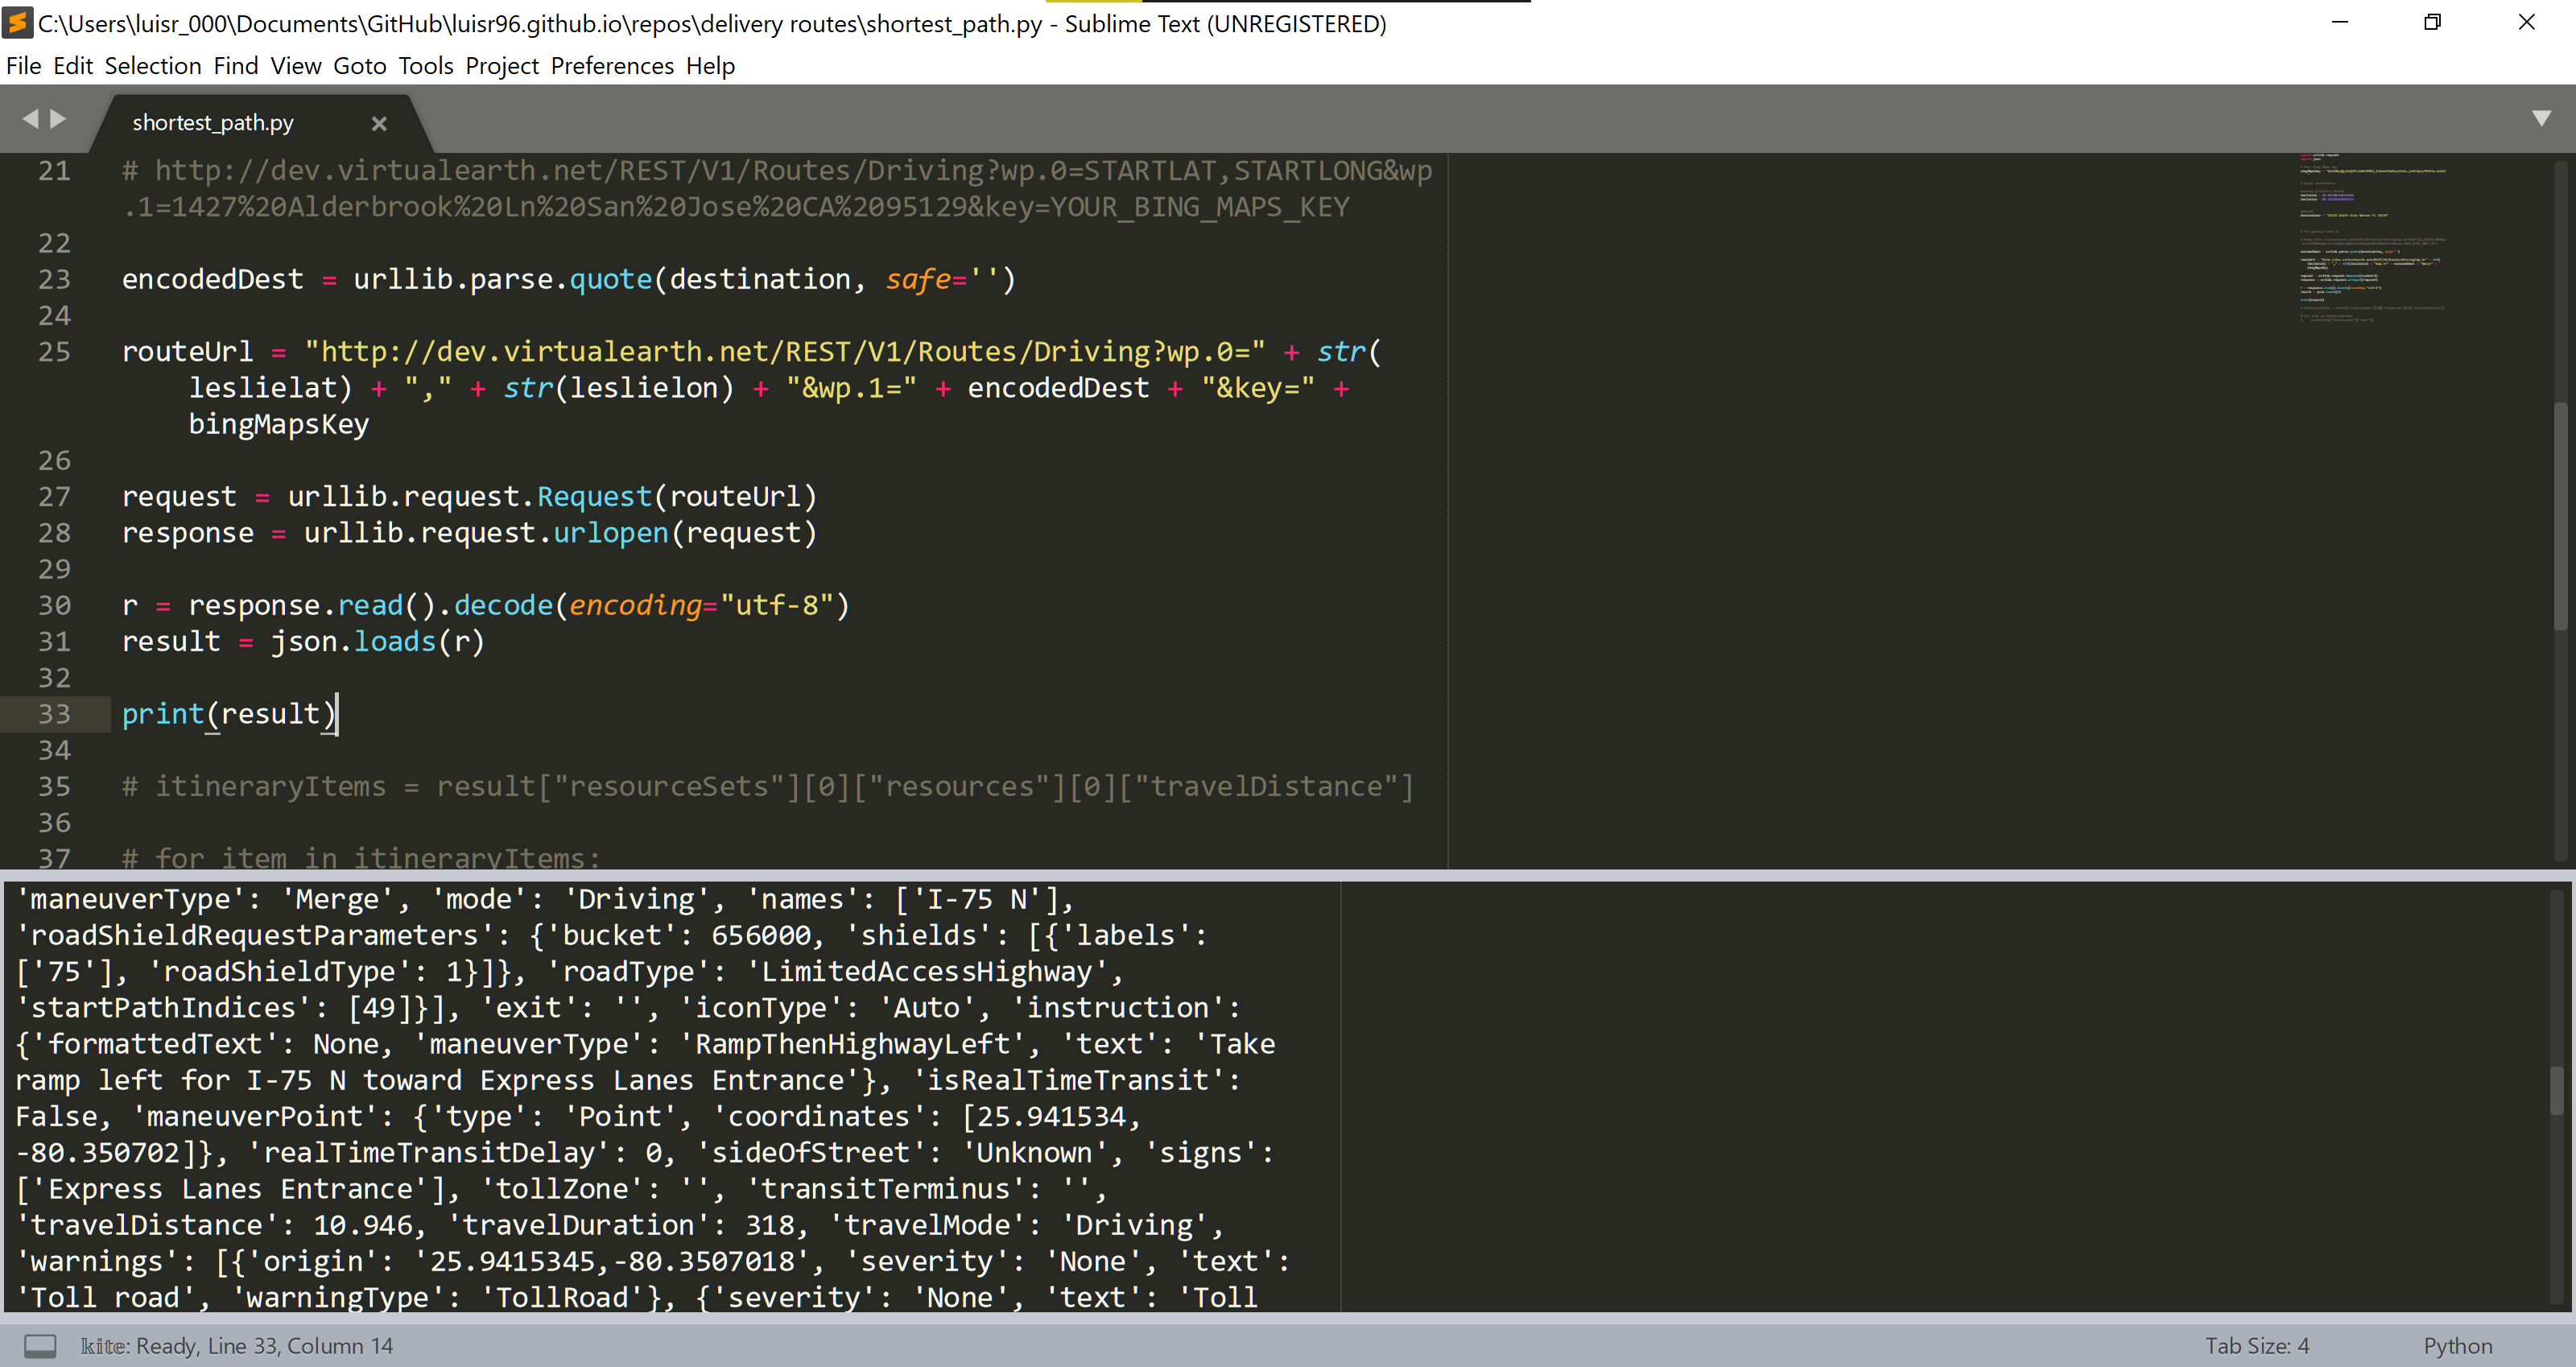 C:\Users\luisr_000\Documents\GitHub\luisr96.github.io\repos\delivery routes\shortest_path.py - Sublime Text (UNREGISTERED)
File Edit Selection Find View Goto Tools Project Preferences Help
shortest_path.py
21 # http://dev.virtualearth.net/REST/V1/Routes/Driving?wp.0=STARTLAT,STARTLONG&wp
.1=1427%20Alderbrook%20Ln%20San%20Jose%20CA%2095129&key=YOUR_BING_MAPS_KEY
22
23 encodedDest = urllib.parse.quote(destination, safe='')
24
25 routeUrl = "http://dev.virtualearth.net/REST/V1/Routes/Driving?wp.0=" + str(
leslielat) + "," + str(leslielon) + "&wp.1=" + encodedDest + "&key=" +
bingMapsKey
26
27 request = urllib.request.Request(routeUrl)
28 response = urllib.request.urlopen(request)
29
30 r = response.read().decode(encoding="utf-8")
31 result = json.loads(r)
32
33 print(result)
34
35 # itineraryItems = result["resourceSets"][0]["resources"][0]["travelDistance"]
36
37 # for item in itineraryItems:
'maneuverType': 'Merge', 'mode': 'Driving', 'names': ['I-75 N'],
'roadShieldRequestParameters': {'bucket': 656000, 'shields': [{'labels':
['75'], 'roadShieldType': 1}]}, 'roadType': 'LimitedAccessHighway',
'startPathIndices': [49]}], 'exit': '', 'iconType': 'Auto', 'instruction':
{'formattedText': None, 'maneuverType': 'RampThenHighwayLeft', 'text': 'Take
ramp left for I-75 N toward Express Lanes Entrance'}, 'isRealTimeTransit':
False, 'maneuverPoint': {'type': 'Point', 'coordinates': [25.941534,
-80.350702]}, 'realTimeTransitDelay': 0, 'sideOfStreet': 'Unknown', 'signs':
['Express Lanes Entrance'], 'tollZone': '', 'transitTerminus': '',
'travelDistance': 10.946, 'travelDuration': 318, 'travelMode': 'Driving',
'warnings': [{'origin': '25.9415345,-80.3507018', 'severity': 'None', 'text':
'Toll road', 'warningType': 'TollRoad'}, {'severity': 'None', 'text': 'Toll
kite: Ready, Line 33, Column 14
Tab Size: 4
Python